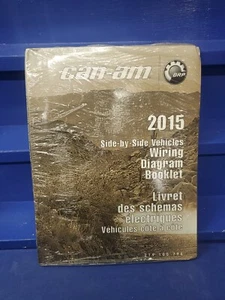 can-am
BRP
2015
Side-by-Side Vehicles
Wiring
Diagram
Booklet
Livret
des schémas
électriques
Véhicules côte à côte